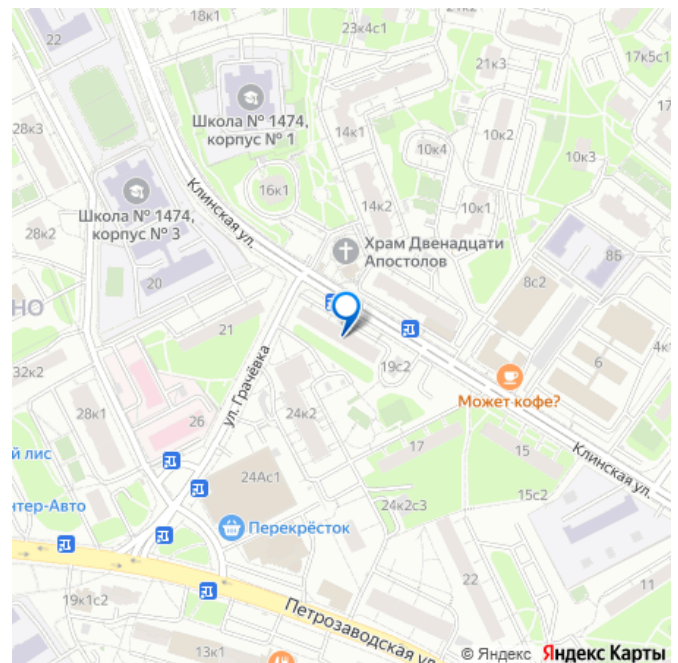 18к1
23к4с1
21к2
22
17к5с1
21к3
Школа № 1474,
корпус № 1
28к3
14к1
10к2
10к4
10к3
16к1
Клинская ул.
Школа № 1474,
корпус № 3
14к2
10к1
28к2
Храм Двенадцати
Апостолов
8Б
20
8с2
НО
21
6
4к
19с2
32к2
ул. Грачёвка
Может кофе?
28к1
24к2
26
17
15
Клинская ул.
й лис
24Ас1
15с2
нтер-Авто
24к2с3
Перекрёсток
22
11
19к1с2
Петрозаводская ул.
13к1
© Яндекс Яндекс Карты